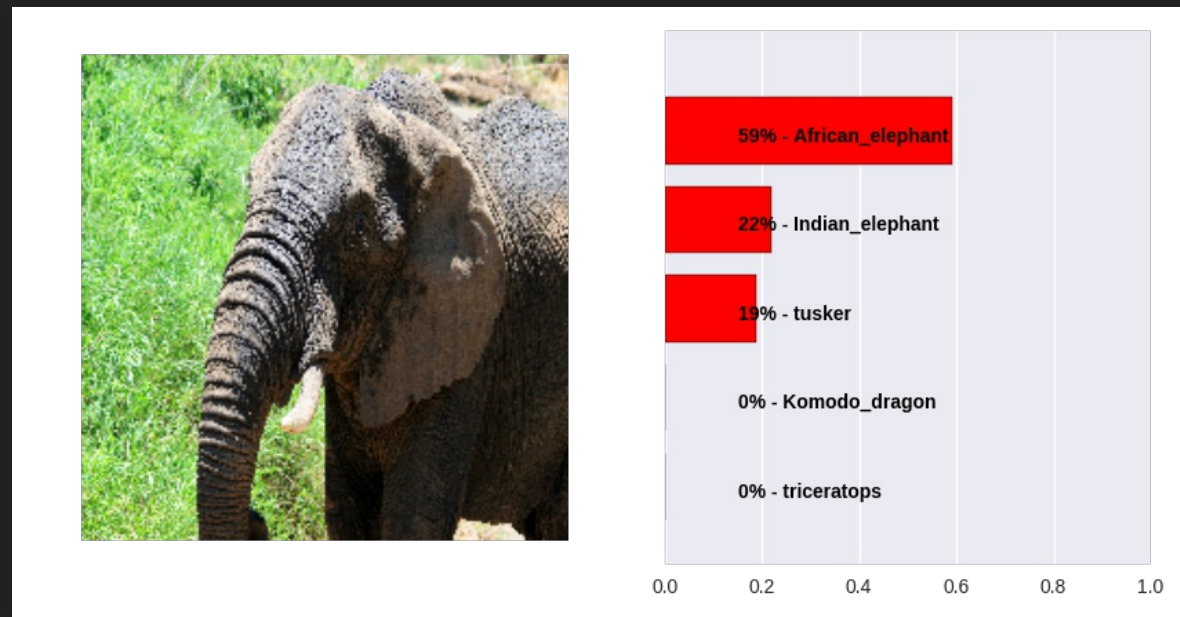 59% - African_elephant
22% - Indian_elephant
19% - tusker
0% - Komodo_dragon
0% - triceratops
0.0 0.2 0.4 0.6 0.8 1.0